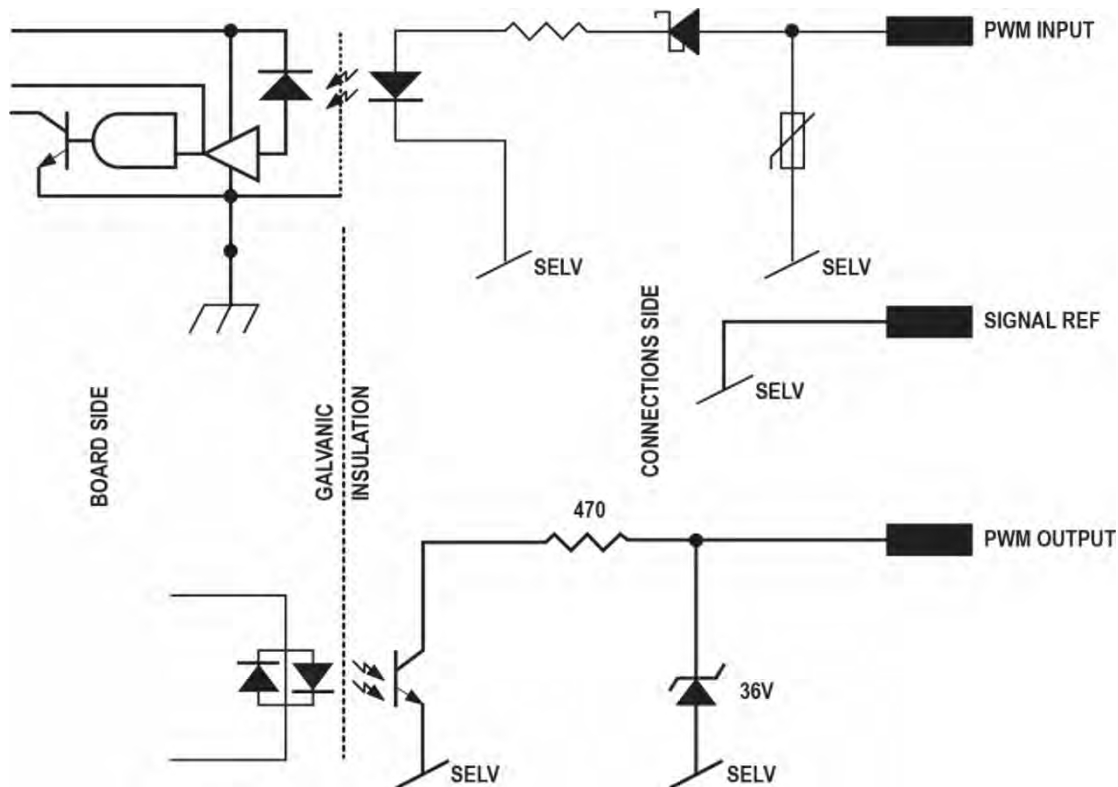 PWM INPUT
SELV
SELV
SIGNAL REF
SELV
BOARD SIDE
GALVANIC
INSULATION
CONNECTIONS SIDE
470
PWM OUTPUT
36V
SELV
SELV